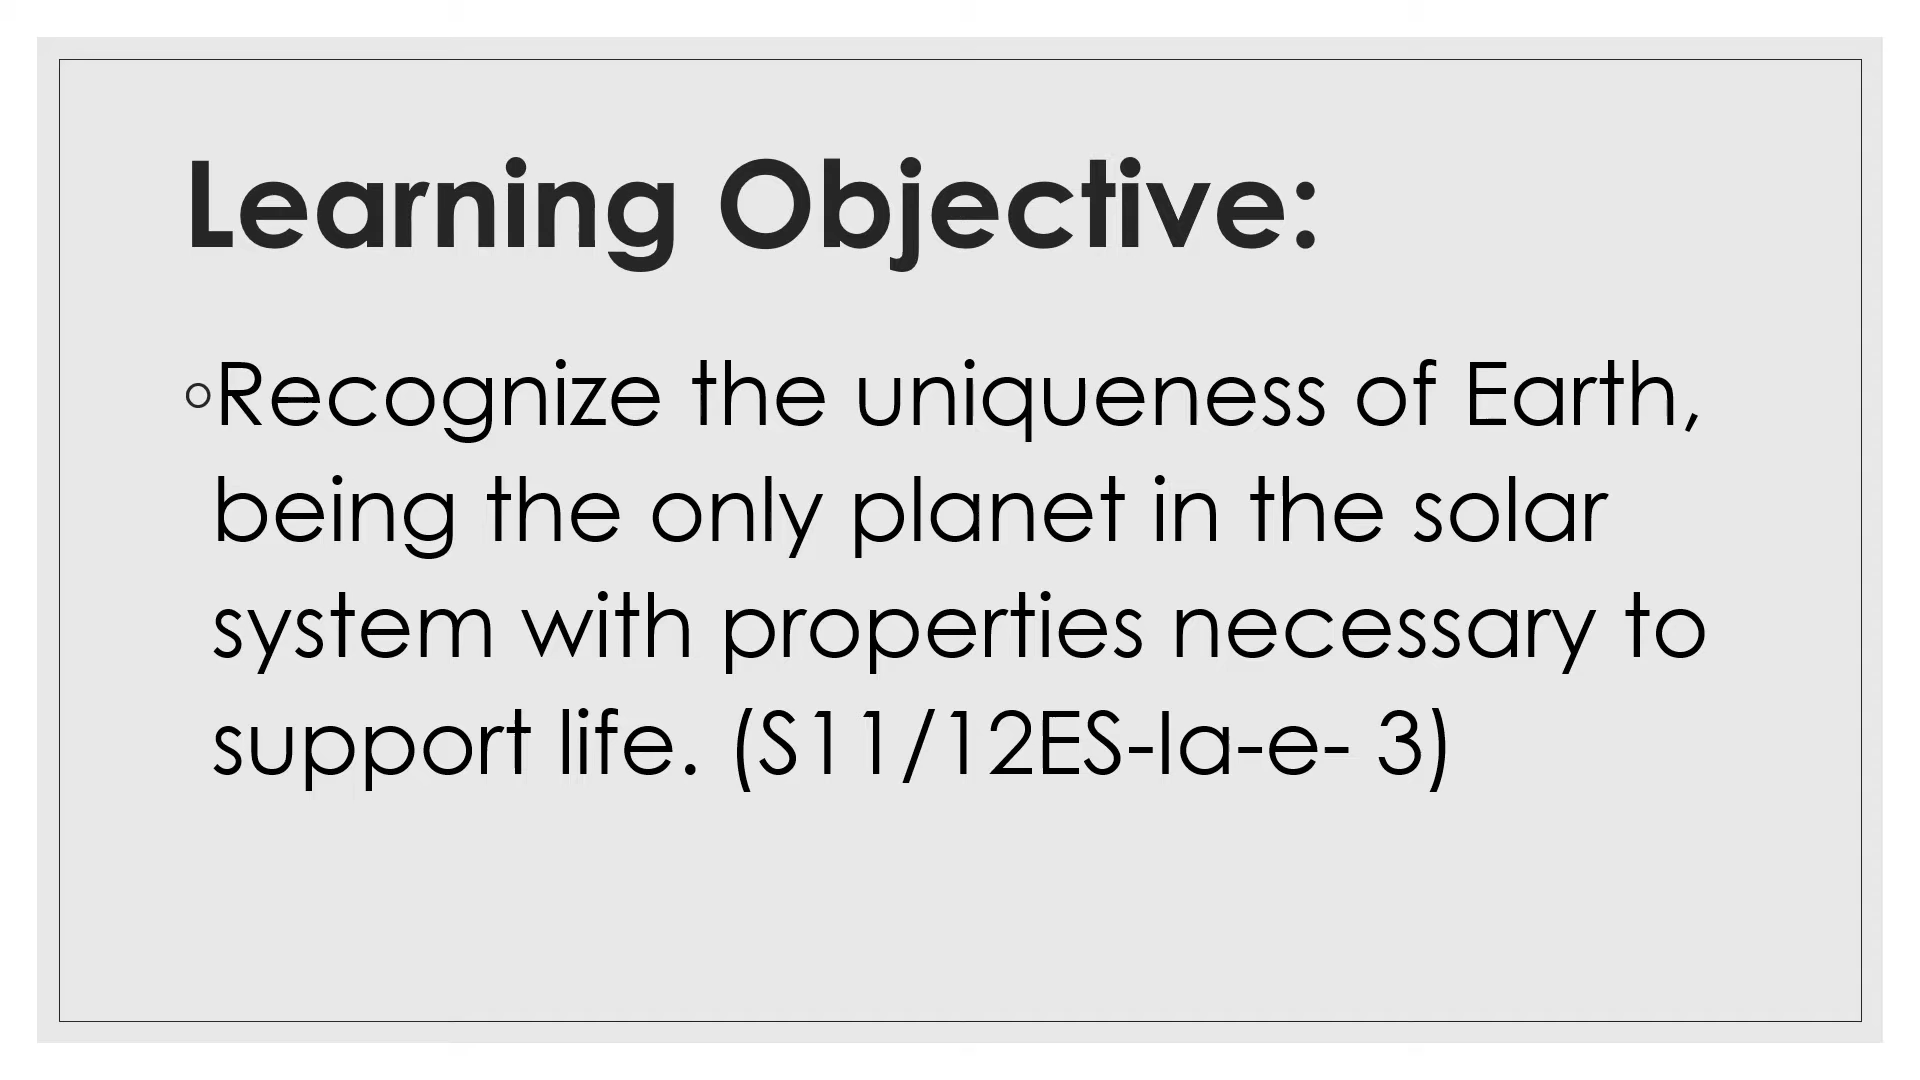 Learning Objective:
◦Recognize the uniqueness of Earth,
being the only planet in the solar
system with properties necessary to
support life. (S11/12ES-Ia-e- 3)